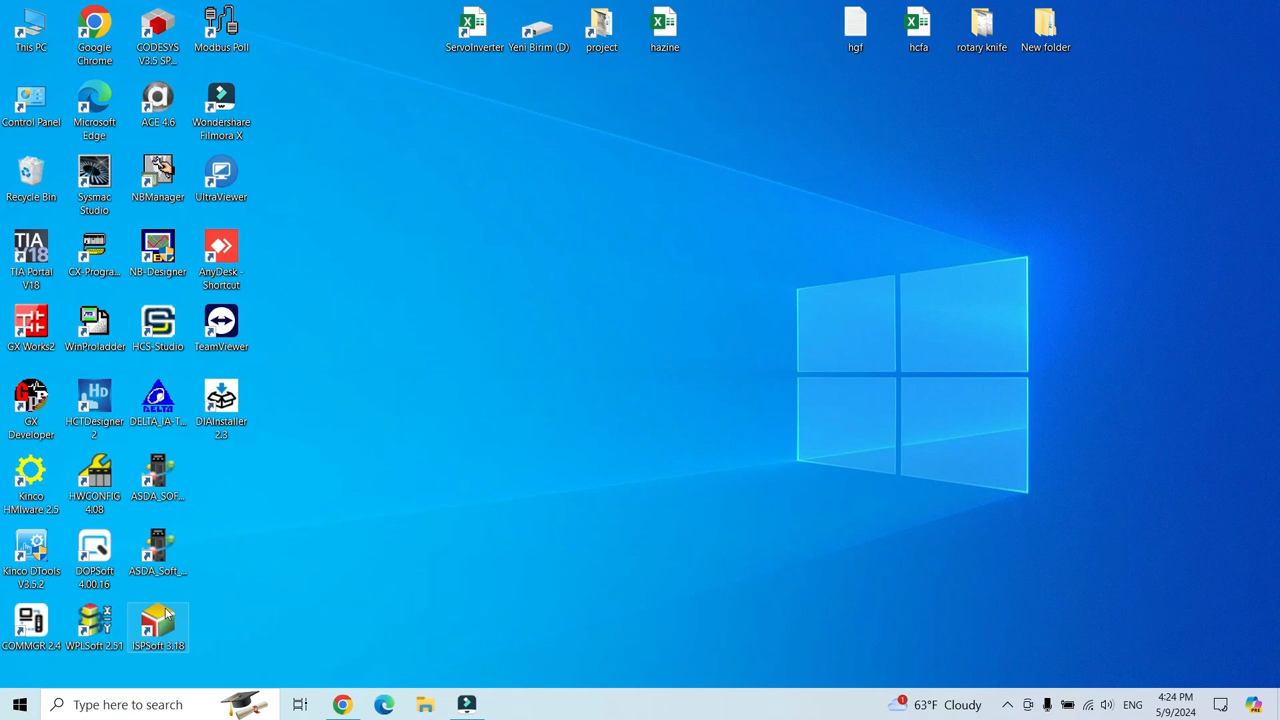 This PC
Google
Chrome
CODESYS
V3.5 SP...
Modbus Poll
ServoInverter
Yeni Birim (D)
project
hazine
hgf
hcfa
rotary knife
New folder
Control Panel
Microsoft
Edge
ACE 4.6
Wondershare
Filmora X
Recycle Bin
Sysmac
Studio
NBManager
UltraViewer
TIA
V18
TIA Portal
V18
CX-Progra...
NB-Designer
AnyDesk -
Shortcut
GX Works2
WinProladder
HCS-Studio
TeamViewer
GX
Developer
HCTDesigner
2
DELTA_IA-T...
DIAInstaller
2.3
Kinco
HMIware 2.5
HWCONFIG
4.08
ASDA_SOF...
Kinco DTools
V3.5.2
DOPSoft
4.00.16
ASDA_Soft_...
COMMGR 2.4
WPLSoft 2.51
ISPSoft 3.18
Type here to search
63°F Cloudy
ENG
4:24 PM
5/9/2024